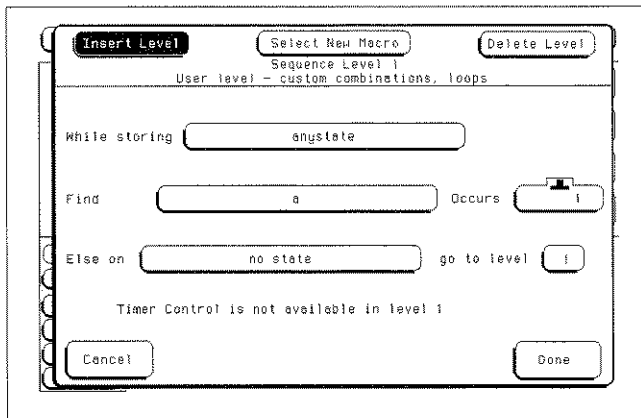 Insert Level Select New Macro Delete Level
Sequence Level 1
User level - custom combinations, loops
While storing anystate
Find a Occurs 1
Else on no state go to level 1
Timer Control is not available in level 1
Cancel Done